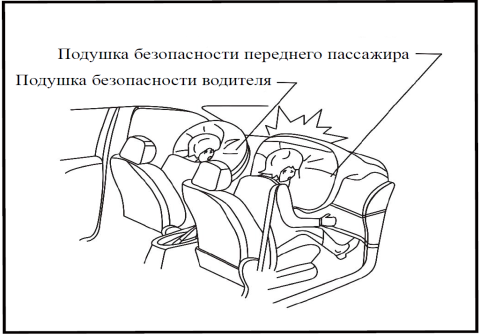 Подушка безопасности переднего пассажира
Подушка безопасности водителя